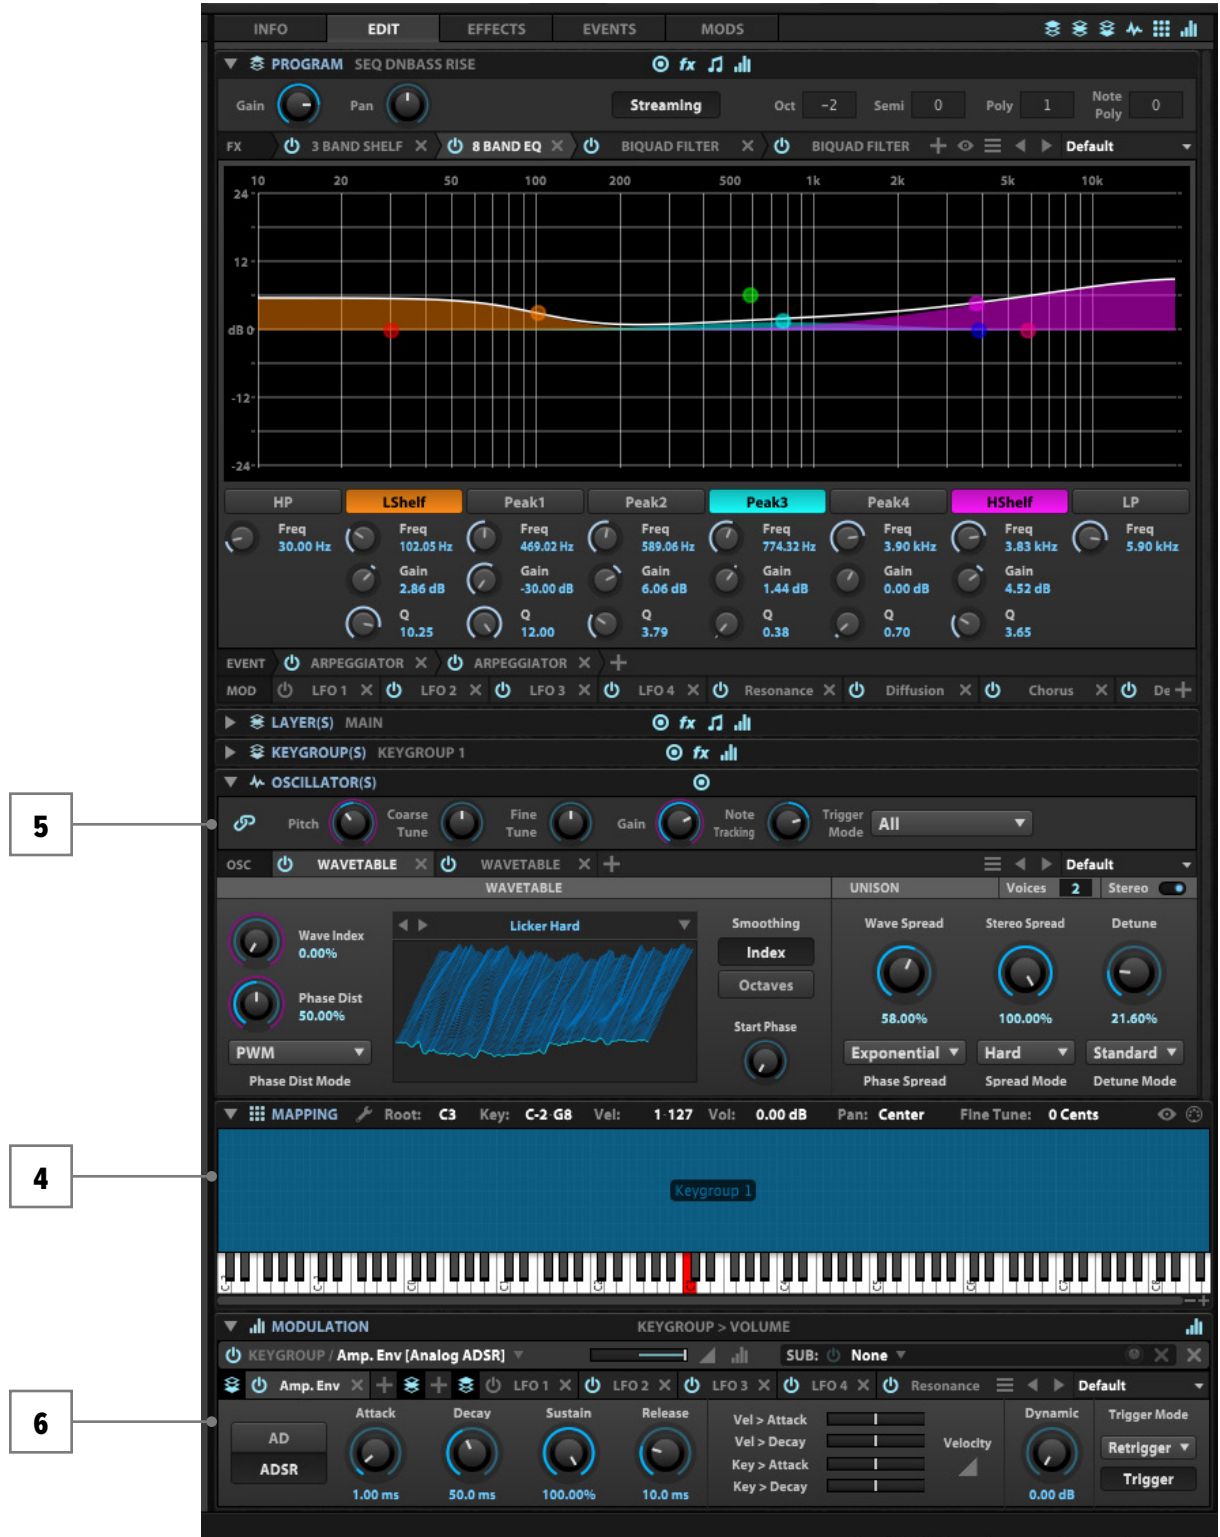 INFO EDIT EFFECTS EVENTS MODS
PROGRAM SEQ DNBASS RISE fx
Gain Pan Streaming Oct -2 Semi 0 Poly 1 Note Poly 0
FX 3 BAND SHELF 8 BAND EQ BIQUAD FILTER BIQUAD FILTER Default
10 20 50 100 200 500 1k 2k 5k 10k
24
12
dB 0
-12
-24
HP LShelf Peak1 Peak2 Peak3 Peak4 HShelf LP
Freq Freq Freq Freq Freq Freq Freq Freq
30.00 Hz 102.05 Hz 469.02 Hz 589.06 Hz 774.32 Hz 3.90 kHz 3.83 kHz 5.90 kHz
Gain Gain Gain Gain Gain Gain
2.86 dB -30.00 dB 6.06 dB 1.44 dB 0.00 dB 4.52 dB
Q Q Q Q Q Q
10.25 12.00 3.79 0.38 0.70 3.65
EVENT ARPEGGIATOR ARPEGGIATOR
MOD LFO 1 LFO 2 LFO 3 LFO 4 Resonance Diffusion Chorus De
LAYER(S) MAIN fx
KEYGROUP(S) KEYGROUP 1 fx
OSCILLATOR(S)
5
Pitch Coarse Tune Fine Tune Gain Note Tracking Trigger Mode All
OSC WAVETABLE WAVETABLE Default
WAVETABLE UNISON Voices 2 Stereo
Wave Index
0.00%
Phase Dist
50.00%
PWM
Phase Dist Mode
Licker Hard
Smoothing
Index
Octaves
Start Phase
Wave Spread Stereo Spread Detune
58.00% 100.00% 21.60%
Exponential Hard Standard
Phase Spread Spread Mode Detune Mode
MAPPING Root: C3 Key: C-2-G8 Vel: 1-127 Vol: 0.00 dB Pan: Center Fine Tune: 0 Cents
4
Keygroup 1
C-2 C-1 C0 C1 C2 C3 C4 C5 C6 C7 C8
MODULATION KEYGROUP > VOLUME
KEYGROUP / Amp. Env [Analog ADSR] SUB: None
Amp. Env LFO 1 LFO 2 LFO 3 LFO 4 Resonance Default
6
AD
ADSR
Attack Decay Sustain Release
1.00 ms 50.0 ms 100.00% 10.0 ms
Vel > Attack
Vel > Decay
Key > Attack
Key > Decay
Velocity
Dynamic
0.00 dB
Trigger Mode
Retrigger
Trigger